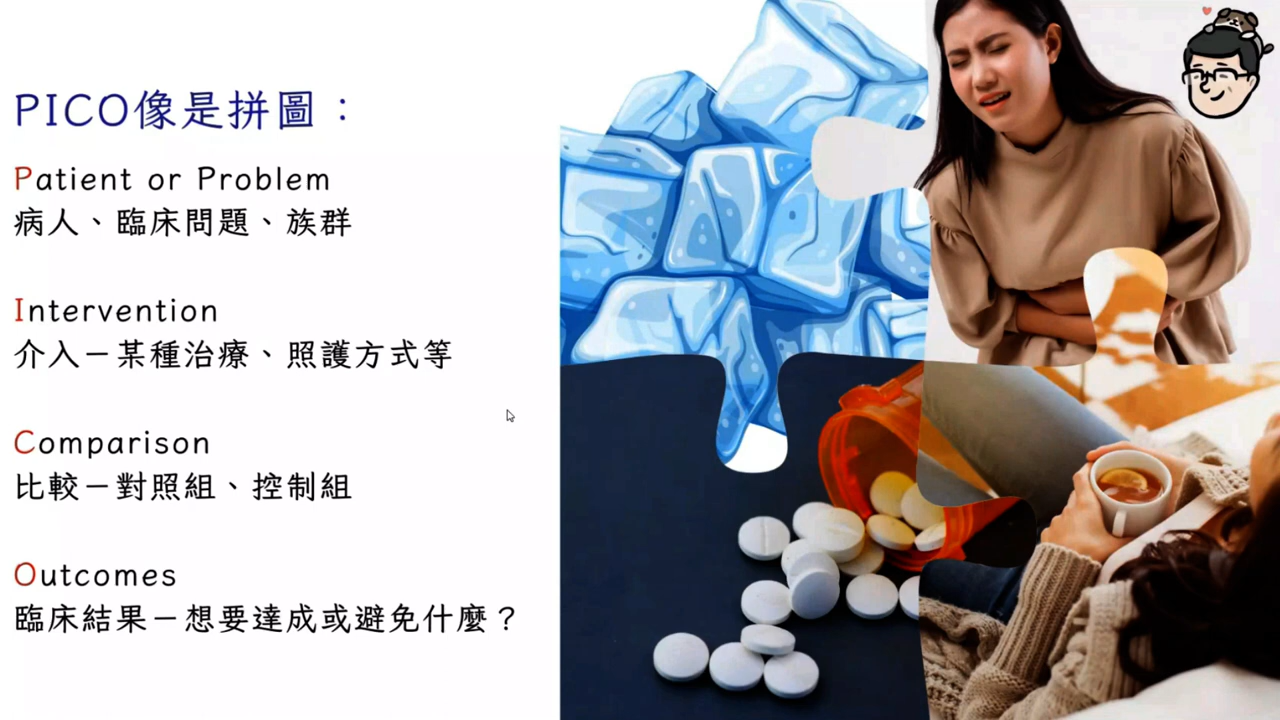 PICO像是拼圖：
Patient or Problem
病人、臨床問題、族群
Intervention
介入－某種治療、照護方式等
Comparison
比較－對照組、控制組
Outcomes
臨床結果－想要達成或避免什麼？